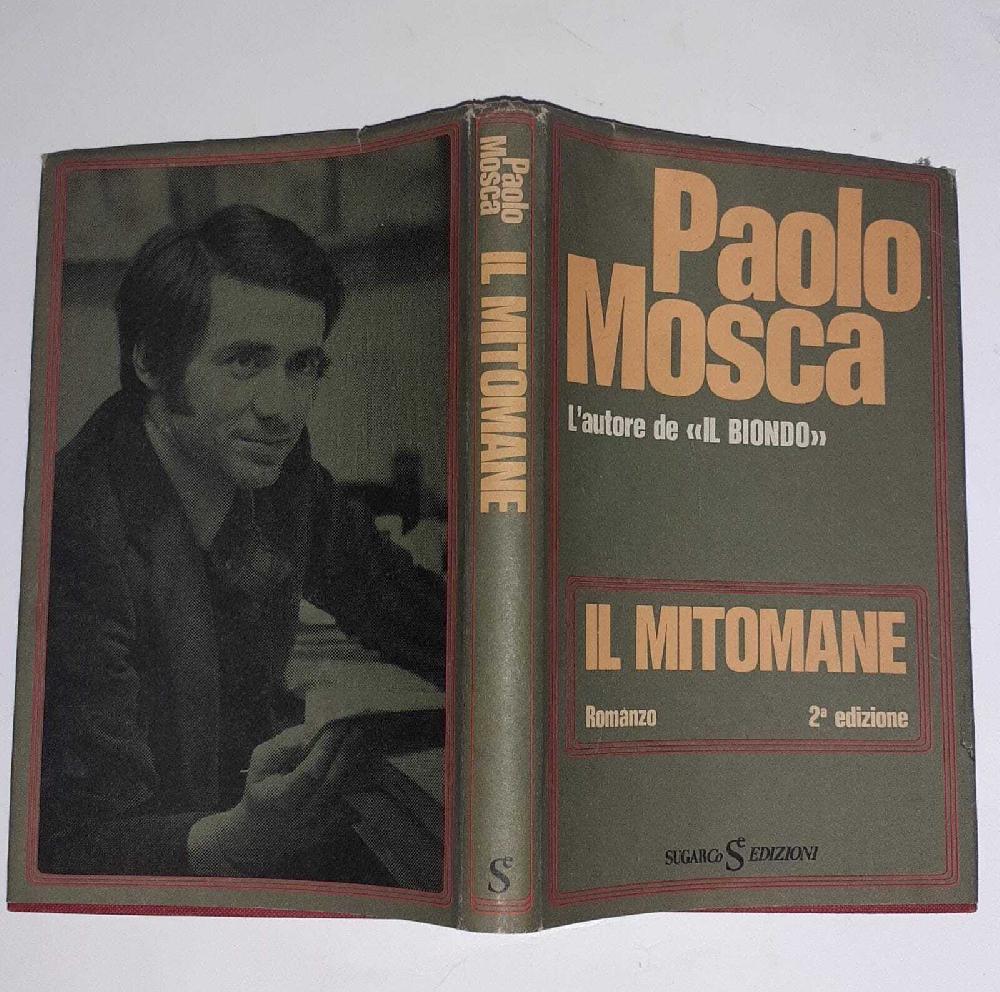 Paolo
Mosca
IL MITOMANE
Paolo
Mosca
L'autore de «IL BIONDO»
IL MITOMANE
Romanzo 2ª edizione
SUGARCo EDIZIONI